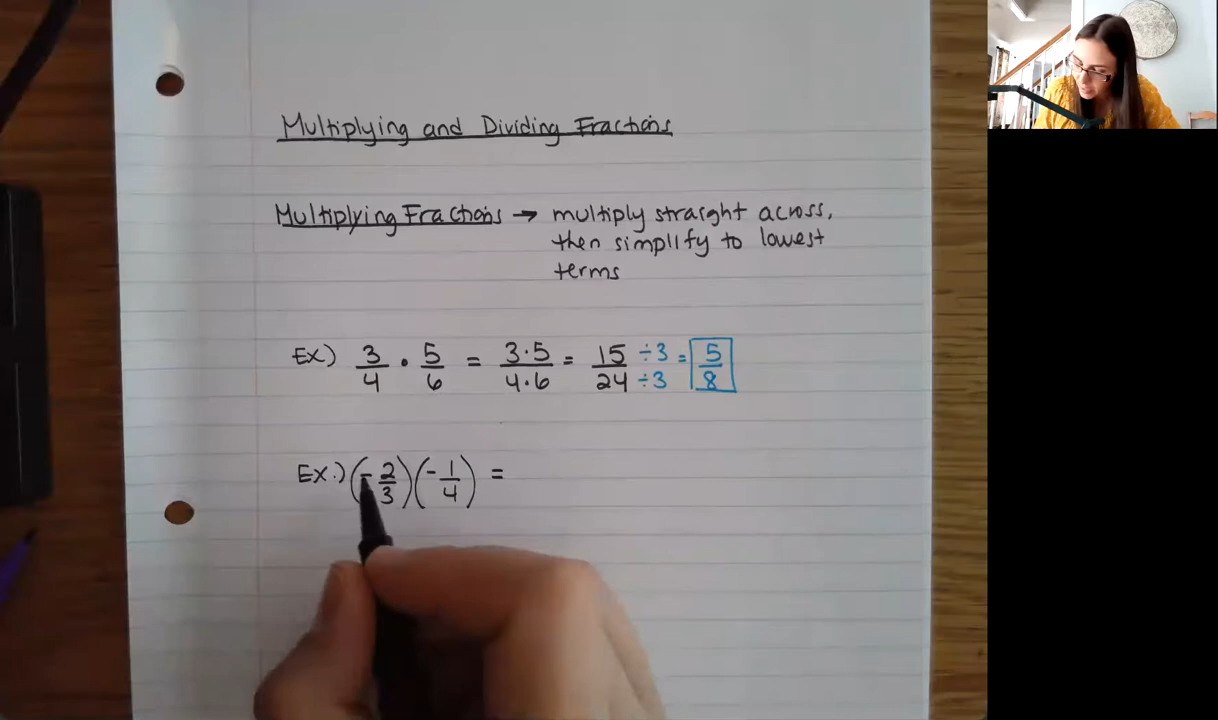 Multiplying and Dividing Fractions
Multiplying Fractions → multiply straight across,
then simplify to lowest
terms
Ex) 3/4 · 5/6 = 3·5/4·6 = 15/24 ÷3/÷3 = 5/8
Ex.) (-2/3)(-1/4) =